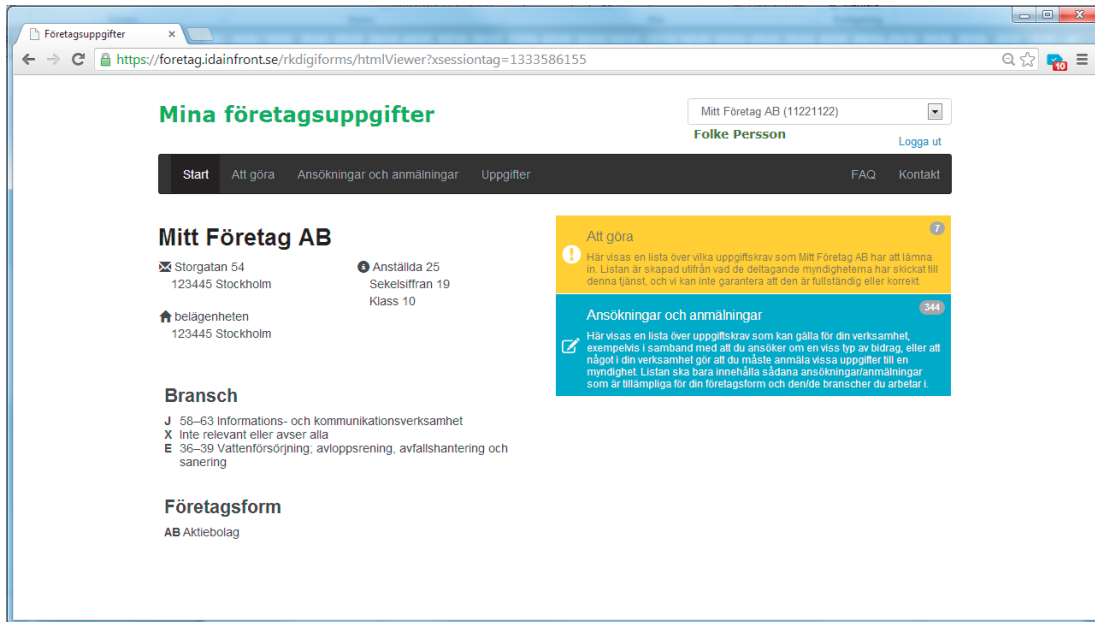 Företagsuppgifter
https://foretag.idainfront.se/rkdigiforms/htmlViewer?xsessiontag=1333586155
10
Mina företagsuppgifter
Mitt Företag AB (11221122)
Folke Persson
Logga ut
Start Att göra Ansökningar och anmälningar Uppgifter FAQ Kontakt
Mitt Företag AB
Storgatan 54
123445 Stockholm
belägenheten
123445 Stockholm
Anställda 25
Sekelsiffran 19
Klass 10
Bransch
J 58–63 Informations- och kommunikationsverksamhet
X Inte relevant eller avser alla
E 36–39 Vattenförsörjning; avloppsrening, avfallshantering och
sanering
Företagsform
AB Aktiebolag
Att göra
7
Här visas en lista över vilka uppgiftskrav som Mitt Företag AB har att lämna
in. Listan är skapad utifrån vad de deltagande myndigheterna har skickat till
denna tjänst, och vi kan inte garantera att den är fullständig eller korrekt.
Ansökningar och anmälningar
344
Här visas en lista över uppgiftskrav som kan gälla för din verksamhet,
exempelvis i samband med att du ansöker om en viss typ av bidrag, eller att
något i din verksamhet gör att du måste anmäla vissa uppgifter till en
myndighet. Listan ska bara innehålla sådana ansökningar/anmälningar
som är tillämpliga för din företagsform och den/de branscher du arbetar i.